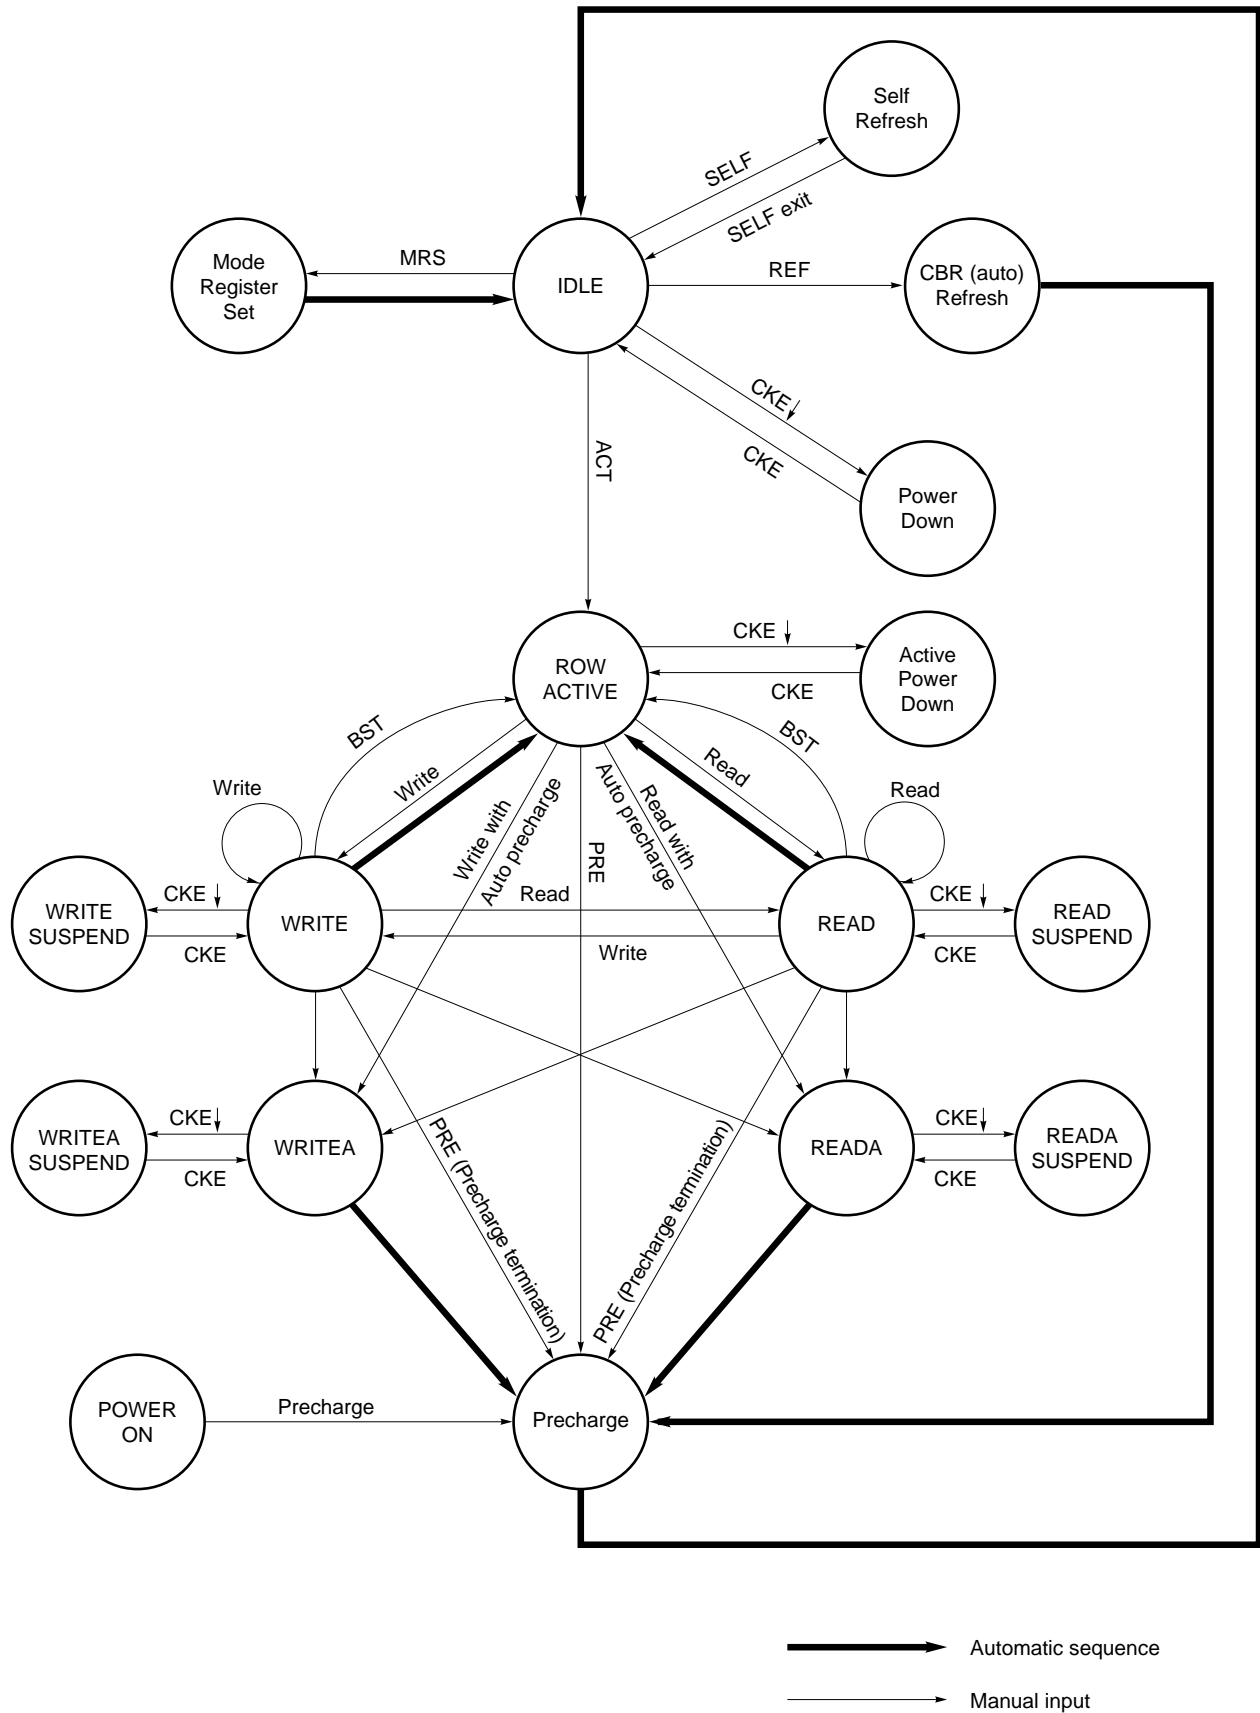 Self
Refresh
SELF
SELF exit
Mode
Register
Set
MRS
IDLE
REF
CBR (auto)
Refresh
CKE
CKE
ACT
Power
Down
ROW
ACTIVE
CKE
CKE
Active
Power
Down
BST
BST
Write
Read
Write
Write with
Auto precharge
PRE
Read with
Auto precharge
Read
WRITE
SUSPEND
CKE
CKE
WRITE
Read
Write
READ
CKE
CKE
READ
SUSPEND
WRITEA
SUSPEND
CKE
CKE
WRITEA
PRE (Precharge termination)
PRE (Precharge termination)
READA
CKE
CKE
READA
SUSPEND
POWER
ON
Precharge
Precharge
Automatic sequence
Manual input